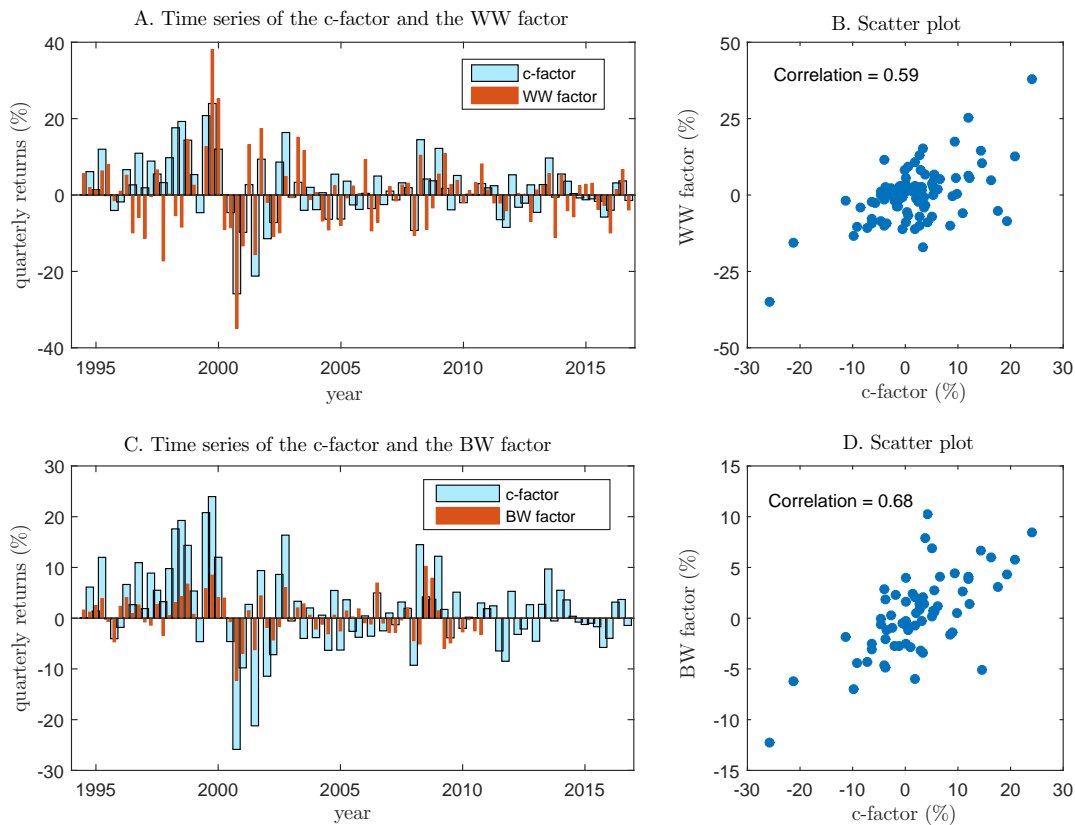 A. Time series of the c-factor and the WW factor
40
20
0
-20
-40
quarterly returns (%)
c-factor
WW factor
1995
2000
2005
2010
2015
year
B. Scatter plot
Correlation = 0.59
50
25
0
-25
-50
WW factor (%)
-30
-20
-10
0
10
20
30
c-factor (%)
C. Time series of the c-factor and the BW factor
30
20
10
0
-10
-20
-30
quarterly returns (%)
c-factor
BW factor
1995
2000
2005
2010
2015
year
D. Scatter plot
Correlation = 0.68
15
10
5
0
-5
-10
-15
BW factor (%)
-30
-20
-10
0
10
20
30
c-factor (%)